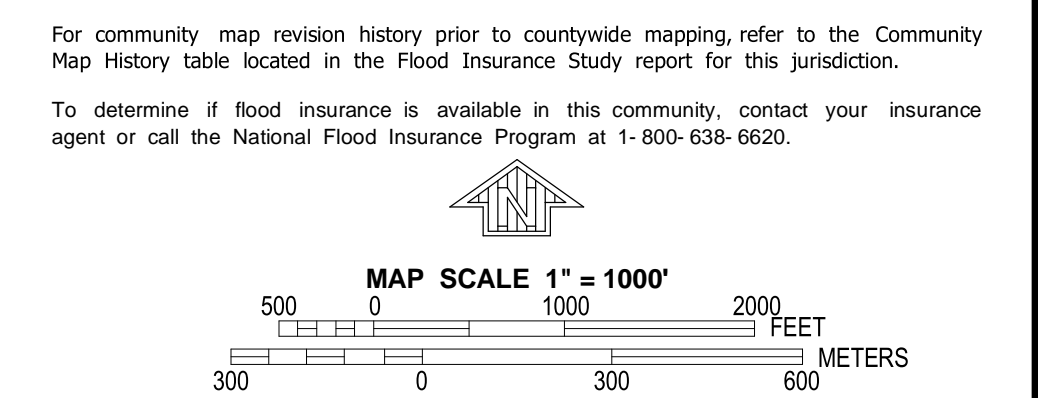 For community map revision history prior to countywide mapping, refer to the Community
Map History table located in the Flood Insurance Study report for this jurisdiction.
To determine if flood insurance is available in this community, contact your insurance
agent or call the National Flood Insurance Program at 1- 800- 638- 6620.
N
MAP SCALE 1" = 1000'
500 0 1000 2000
FEET
METERS
300 0 300 600